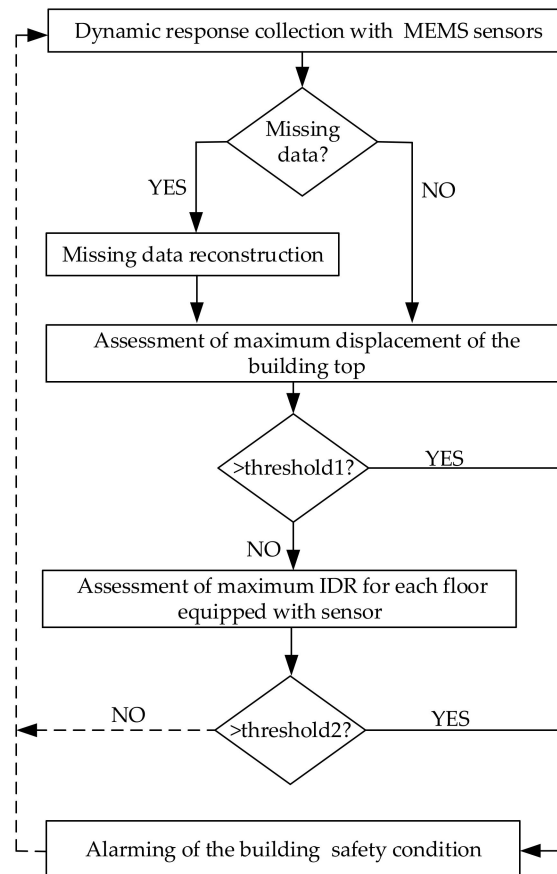 Dynamic response collection with MEMS sensors
Missing
data?
YES
NO
Missing data reconstruction
Assessment of maximum displacement of the
building top
>threshold1?
YES
NO
Assessment of maximum IDR for each floor
equipped with sensor
NO
>threshold2?
YES
Alarming of the building safety condition